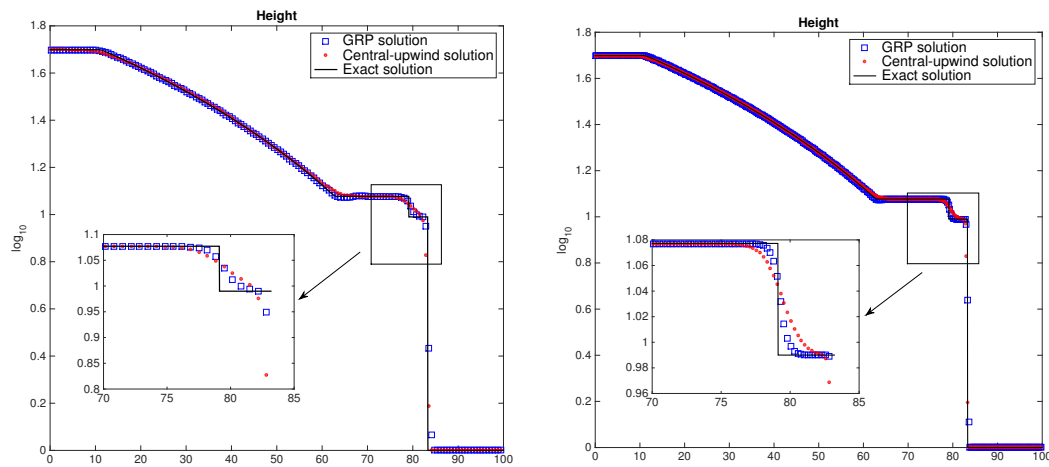 Height
1.8
GRP solution
Central-upwind solution
Exact solution
1.6
1.4
1.2
log10
1
0.8
0.6
0.4
0.2
0
0 10 20 30 40 50 60 70 80 90 100
1.1
1.05
1
0.95
0.9
0.85
0.8
70 75 80 85
Height
1.8
GRP solution
Central-upwind solution
Exact solution
1.6
1.4
1.2
log10
1
0.8
0.6
0.4
0.2
0
0 10 20 30 40 50 60 70 80 90 100
1.08
1.06
1.04
1.02
1
0.98
0.96
70 75 80 85